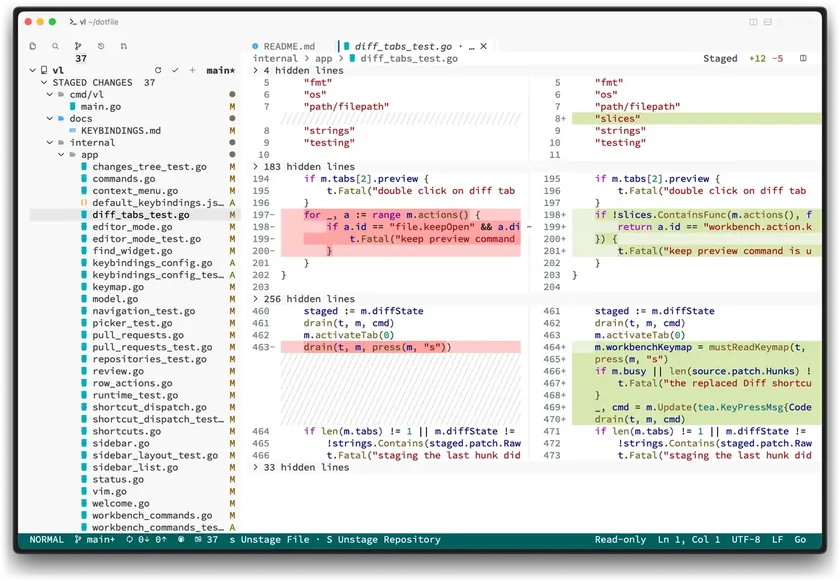 vl ~/dotfile
37
vl
main*
STAGED CHANGES 37
cmd/vl
main.go M
docs
KEYBINDINGS.md M
internal
app
changes_tree_test.go M
commands.go M
context_menu.go M
default_keybindings.js… A
diff_tabs_test.go M
editor_mode.go M
editor_mode_test.go M
find_widget.go M
keybindings_config.go M
keybindings_config_tes… A
keymap.go M
model.go M
navigation_test.go M
picker_test.go M
pull_requests.go M
pull_requests_test.go M
repositories_test.go M
review.go M
row_actions.go M
runtime_test.go M
shortcut_dispatch.go M
shortcut_dispatch_test… A
shortcuts.go M
sidebar.go M
sidebar_layout_test.go M
sidebar_list.go M
status.go M
vim.go M
welcome.go M
workbench_commands.go M
workbench_commands_tes… A
README.md
diff_tabs_test.go · … ×
internal > app > diff_tabs_test.go
Staged +12 -5
> 4 hidden lines
5 "fmt"
6 "os"
7 "path/filepath"
8 "strings"
9 "testing"
10
> 183 hidden lines
194 if m.tabs[2].preview {
195 t.Fatal("double click on diff tab
196 }
197- for _, a := range m.actions() {
198- if a.id == "file.keepOpen" && a.di
199- t.Fatal("keep preview command
200- }
201 }
202 }
203
> 256 hidden lines
460 staged := m.diffState
461 drain(t, m, cmd)
462 m.activateTab(0)
463- drain(t, m, press(m, "s"))
464 if len(m.tabs) != 1 || m.diffState !=
465 !strings.Contains(staged.patch.Raw
466 t.Fatal("staging the last hunk did
> 33 hidden lines
5 "fmt"
6 "os"
7 "path/filepath"
8+ "slices"
9 "strings"
10 "testing"
11
195 if m.tabs[2].preview {
196 t.Fatal("double click on diff tab
197 }
198+ if !slices.ContainsFunc(m.actions(), f
199+ return a.id == "workbench.action.k
200+ }) {
201+ t.Fatal("keep preview command is u
202 }
203 }
204
461 staged := m.diffState
462 drain(t, m, cmd)
463 m.activateTab(0)
464+ m.workbenchKeymap = mustReadKeymap(t,
465+ press(m, "s")
466+ if m.busy || len(source.patch.Hunks) !
467+ t.Fatal("the replaced Diff shortcu
468+ }
469+ _, cmd = m.Update(tea.KeyPressMsg{Code
470+ drain(t, m, cmd)
471 if len(m.tabs) != 1 || m.diffState !=
472 !strings.Contains(staged.patch.Raw
473 t.Fatal("staging the last hunk did
NORMAL main+ 0↓ 0↑ 37 s Unstage File · S Unstage Repository
Read-only Ln 1, Col 1 UTF-8 LF Go